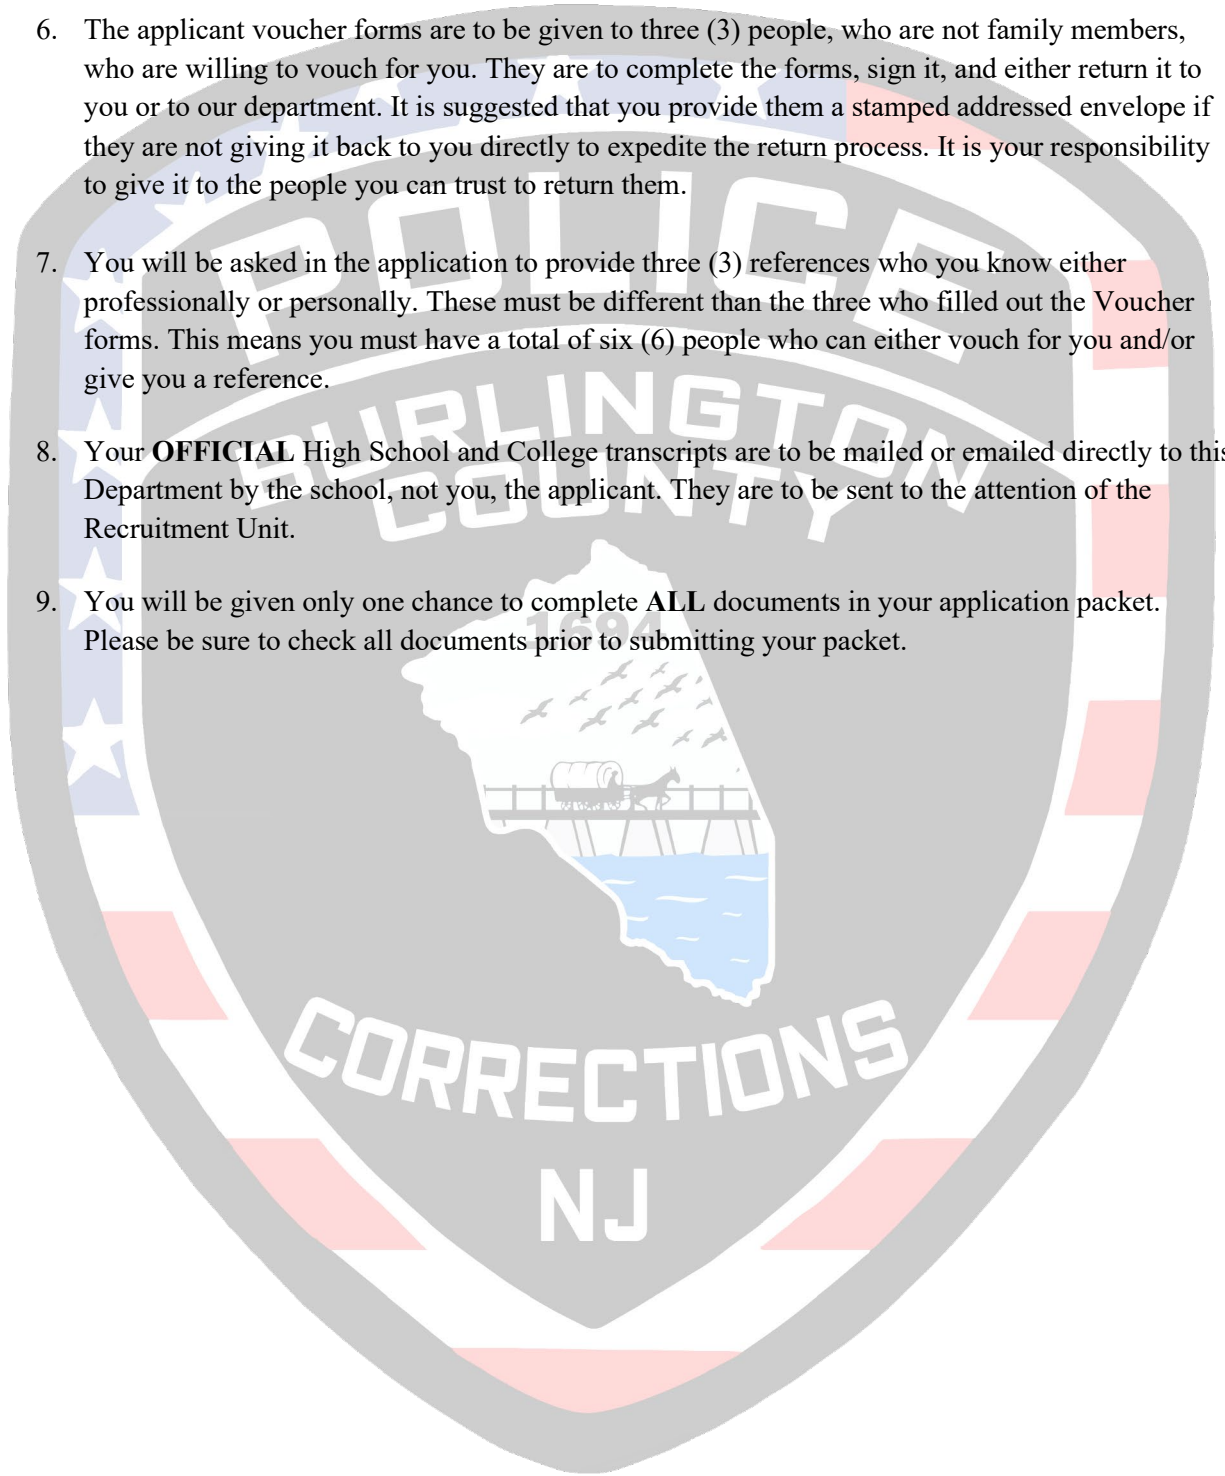 6. The applicant voucher forms are to be given to three (3) people, who are not family members,
who are willing to vouch for you. They are to complete the forms, sign it, and either return it to
you or to our department. It is suggested that you provide them a stamped addressed envelope if
they are not giving it back to you directly to expedite the return process. It is your responsibility
to give it to the people you can trust to return them.
POLICE
7. You will be asked in the application to provide three (3) references who you know either
professionally or personally. These must be different than the three who filled out the Voucher
forms. This means you must have a total of six (6) people who can either vouch for you and/or
give you a reference.
BURLINGTON
COUNTY
8. Your OFFICIAL High School and College transcripts are to be mailed or emailed directly to this
Department by the school, not you, the applicant. They are to be sent to the attention of the
Recruitment Unit.
9. You will be given only one chance to complete ALL documents in your application packet.
1694
Please be sure to check all documents prior to submitting your packet.
CORRECTIONS
NJ